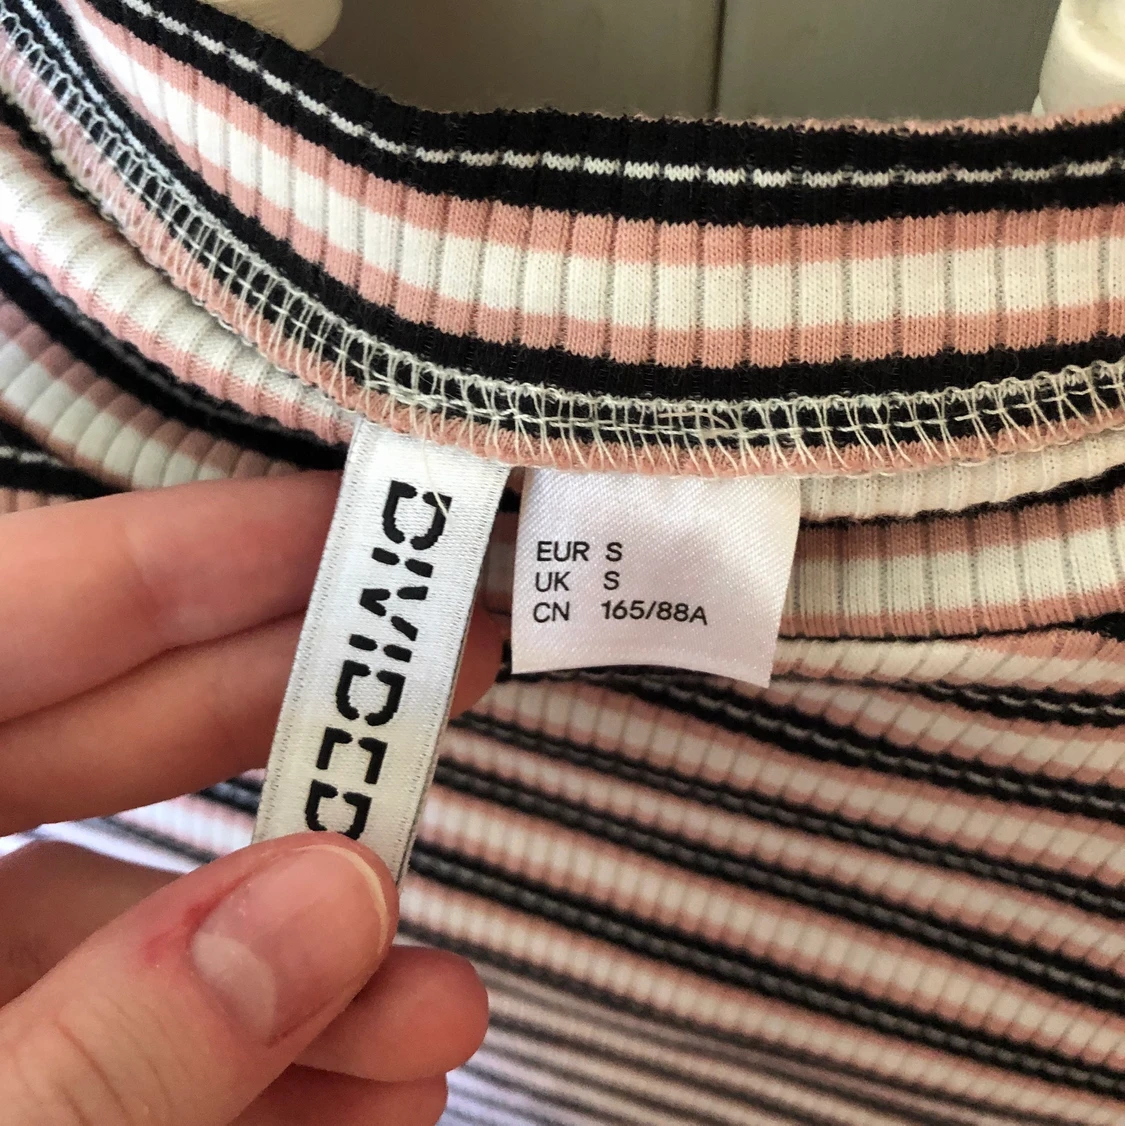 DIVIDED
EUR S
UK S
CN 165/88A